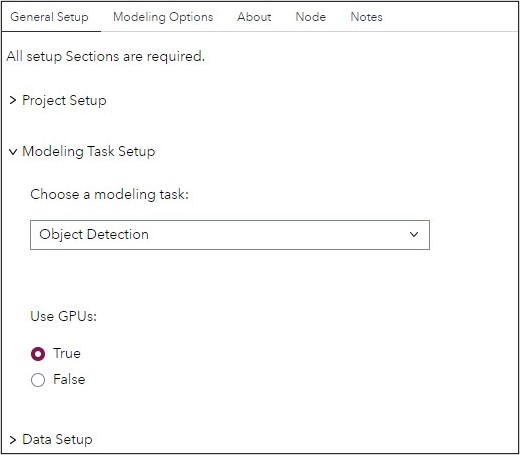 General Setup Modeling Options About Node Notes
All setup Sections are required.
Project Setup
Modeling Task Setup
Choose a modeling task:
Object Detection
Use GPUs:
True
False
Data Setup